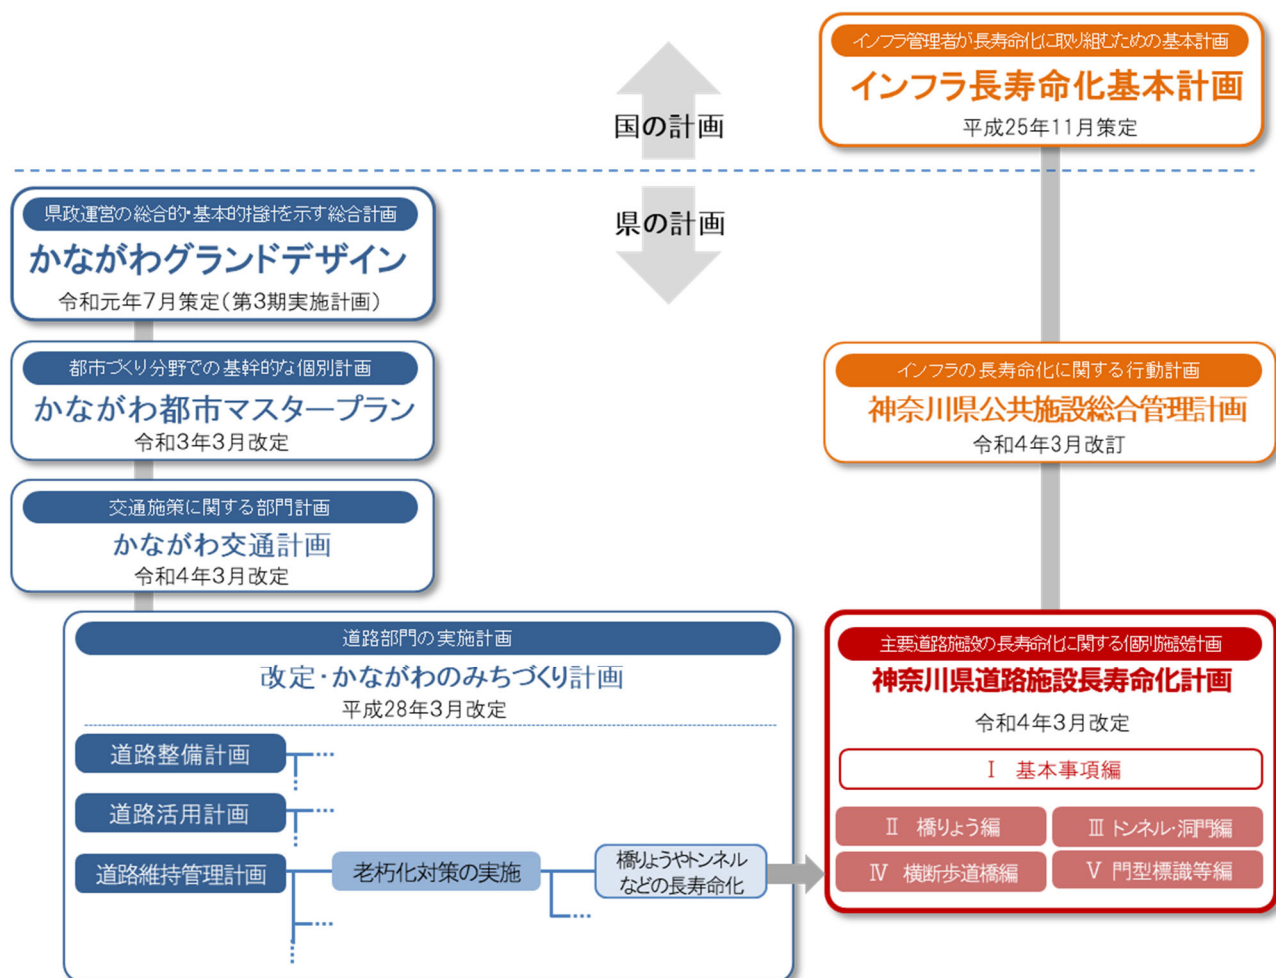 インフラ管理者が長寿命化に取り組むための基本計画
インフラ長寿命化基本計画
平成25年11月策定
国の計画
県の計画
県政運営の総合的・基本的指針を示す総合計画
かながわグランドデザイン
令和元年7月策定(第3期実施計画)
都市づくり分野での基幹的な個別計画
かながわ都市マスタープラン
令和3年3月改定
交通施策に関する部門計画
かながわ交通計画
令和4年3月改定
インフラの長寿命化に関する行動計画
神奈川県公共施設総合管理計画
令和4年3月改訂
道路部門の実施計画
改定・かながわのみちづくり計画
平成28年3月改定
道路整備計画
道路活用計画
道路維持管理計画
老朽化対策の実施
橋りょうやトンネル
などの長寿命化
主要道路施設の長寿命化に関する個別施設計画
神奈川県道路施設長寿命化計画
令和4年3月改定
Ⅰ 基本事項編
Ⅱ 橋りょう編
Ⅲ トンネル・洞門編
Ⅳ 横断歩道橋編
Ⅴ 門型標識等編